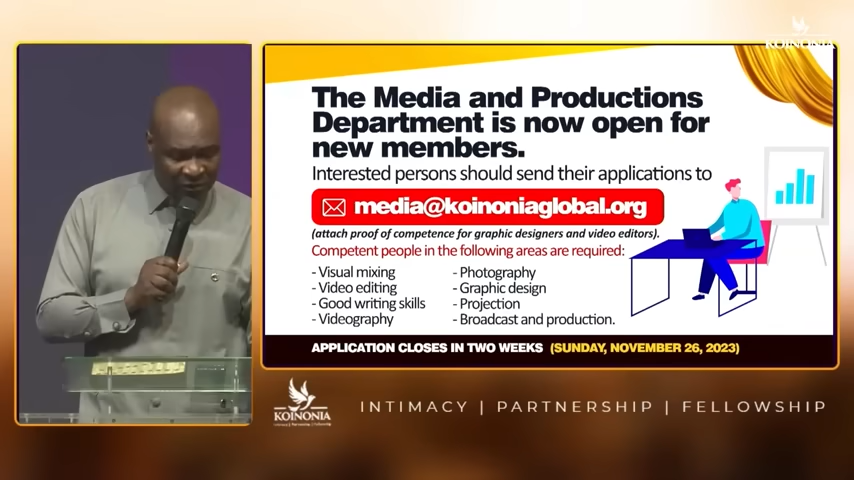 KOINONIA
The Media and Productions
Department is now open for
new members.
Interested persons should send their applications to
media@koinoniaglobal.org
(attach proof of competence for graphic designers and video editors).
Competent people in the following areas are required:
- Visual mixing
- Video editing
- Good writing skills
- Videography
- Photography
- Graphic design
- Projection
- Broadcast and production.
APPLICATION CLOSES IN TWO WEEKS (SUNDAY, NOVEMBER 26, 2023)
KOINONIA
Intimacy | Partnership | Fellowship
INTIMACY | PARTNERSHIP | FELLOWSHIP